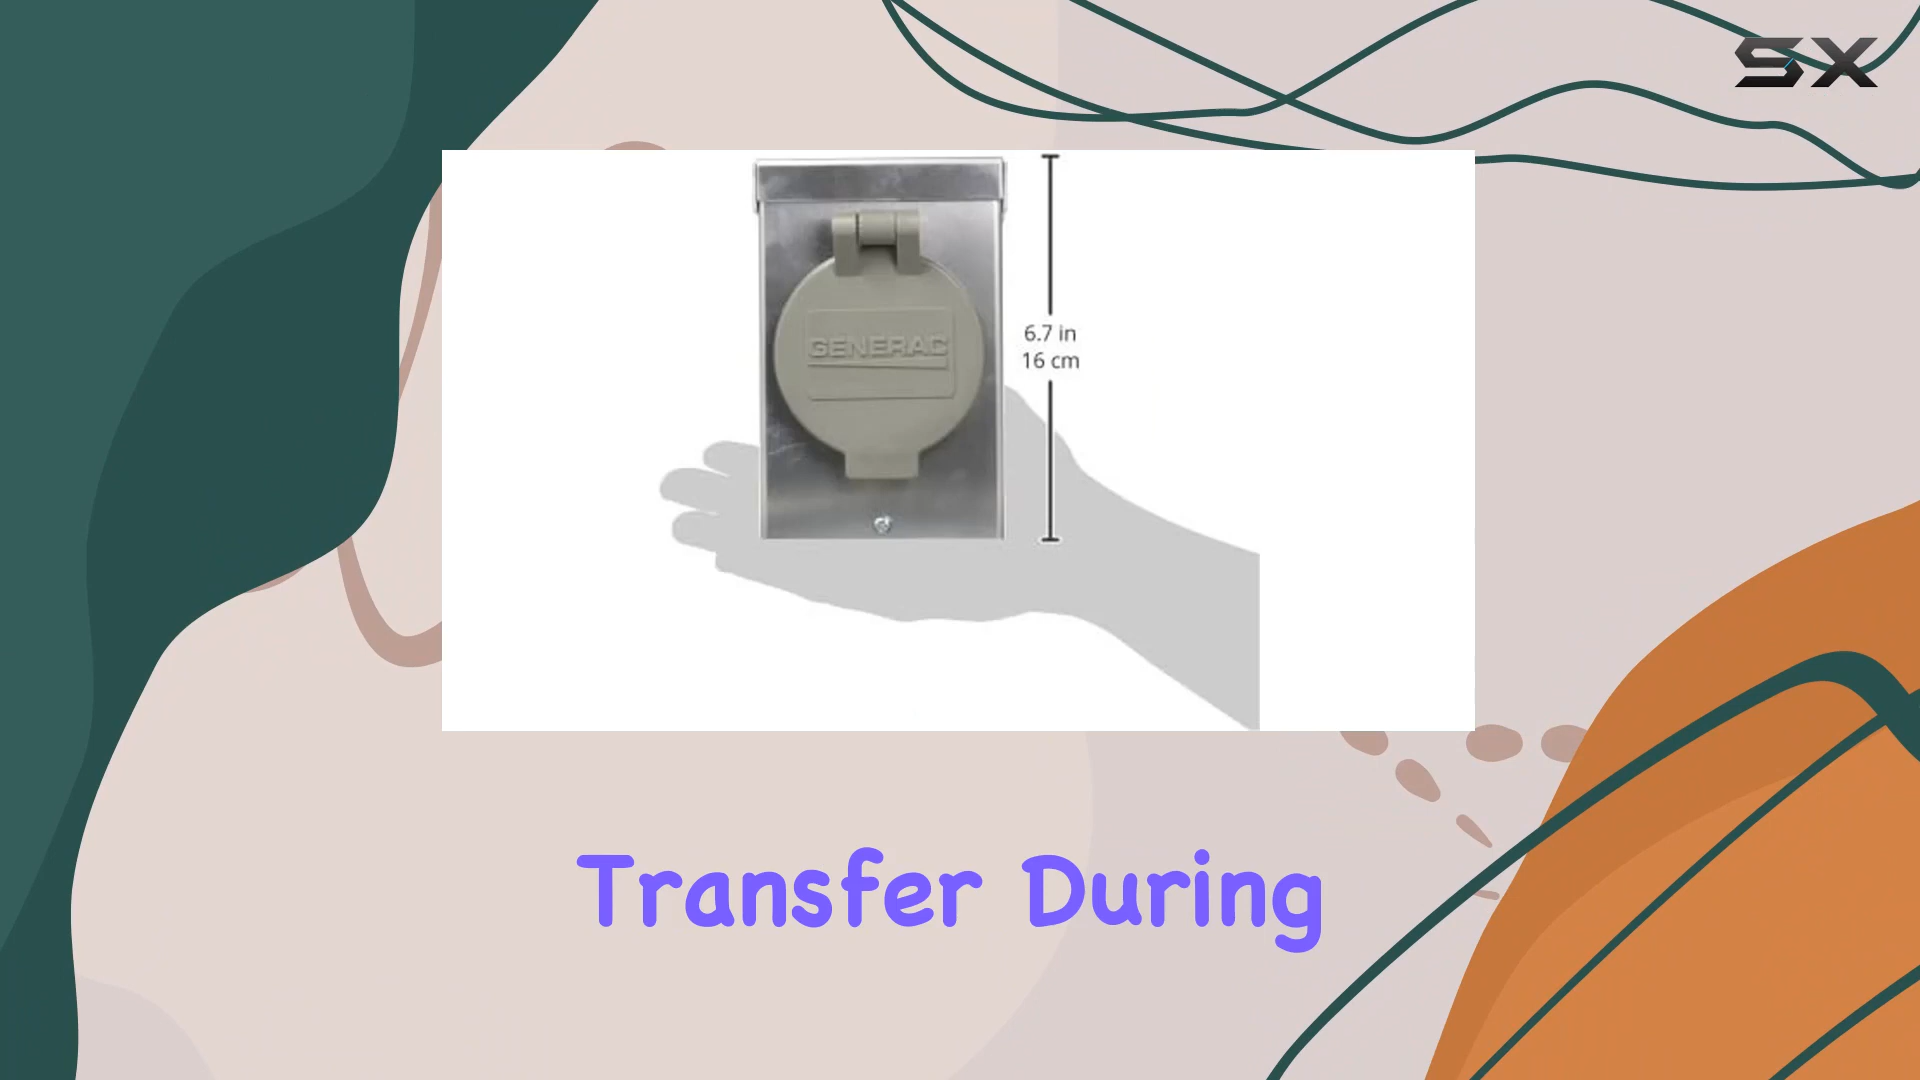 SX
GENERAC
6.7 in
16 cm
Transfer During